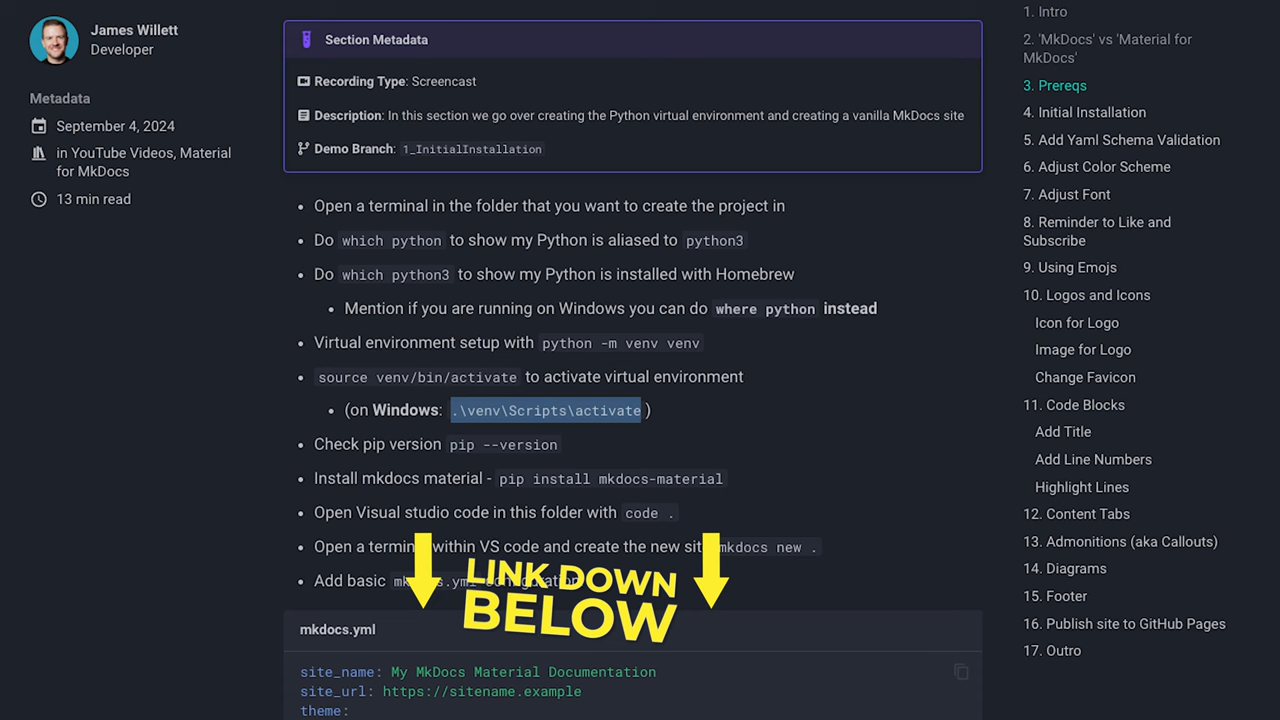 James Willett
Developer
Metadata
September 4, 2024
in YouTube Videos, Material
for MkDocs
13 min read
Section Metadata
Recording Type: Screencast
Description: In this section we go over creating the Python virtual environment and creating a vanilla MkDocs site
Demo Branch: 1_InitialInstallation
Open a terminal in the folder that you want to create the project in
Do which python to show my Python is aliased to python3
Do which python3 to show my Python is installed with Homebrew
Mention if you are running on Windows you can do where python instead
Virtual environment setup with python -m venv venv
source venv/bin/activate to activate virtual environment
(on Windows: .\venv\Scripts\activate )
Check pip version pip --version
Install mkdocs material - pip install mkdocs-material
Open Visual studio code in this folder with code .
Open a within VS code and create the new new .
Add basic
LINK DOWN
BELOW
mkdocs.yml
site_name: My MkDocs Material Documentation
site_url: https://sitename.example
theme:
1. Intro
2. 'MkDocs' vs 'Material for
MkDocs'
3. Prereqs
4. Initial Installation
5. Add Yaml Schema Validation
6. Adjust Color Scheme
7. Adjust Font
8. Reminder to Like and
Subscribe
9. Using Emojs
10. Logos and Icons
Icon for Logo
Image for Logo
Change Favicon
11. Code Blocks
Add Title
Add Line Numbers
Highlight Lines
12. Content Tabs
13. Admonitions (aka Callouts)
14. Diagrams
15. Footer
16. Publish site to GitHub Pages
17. Outro